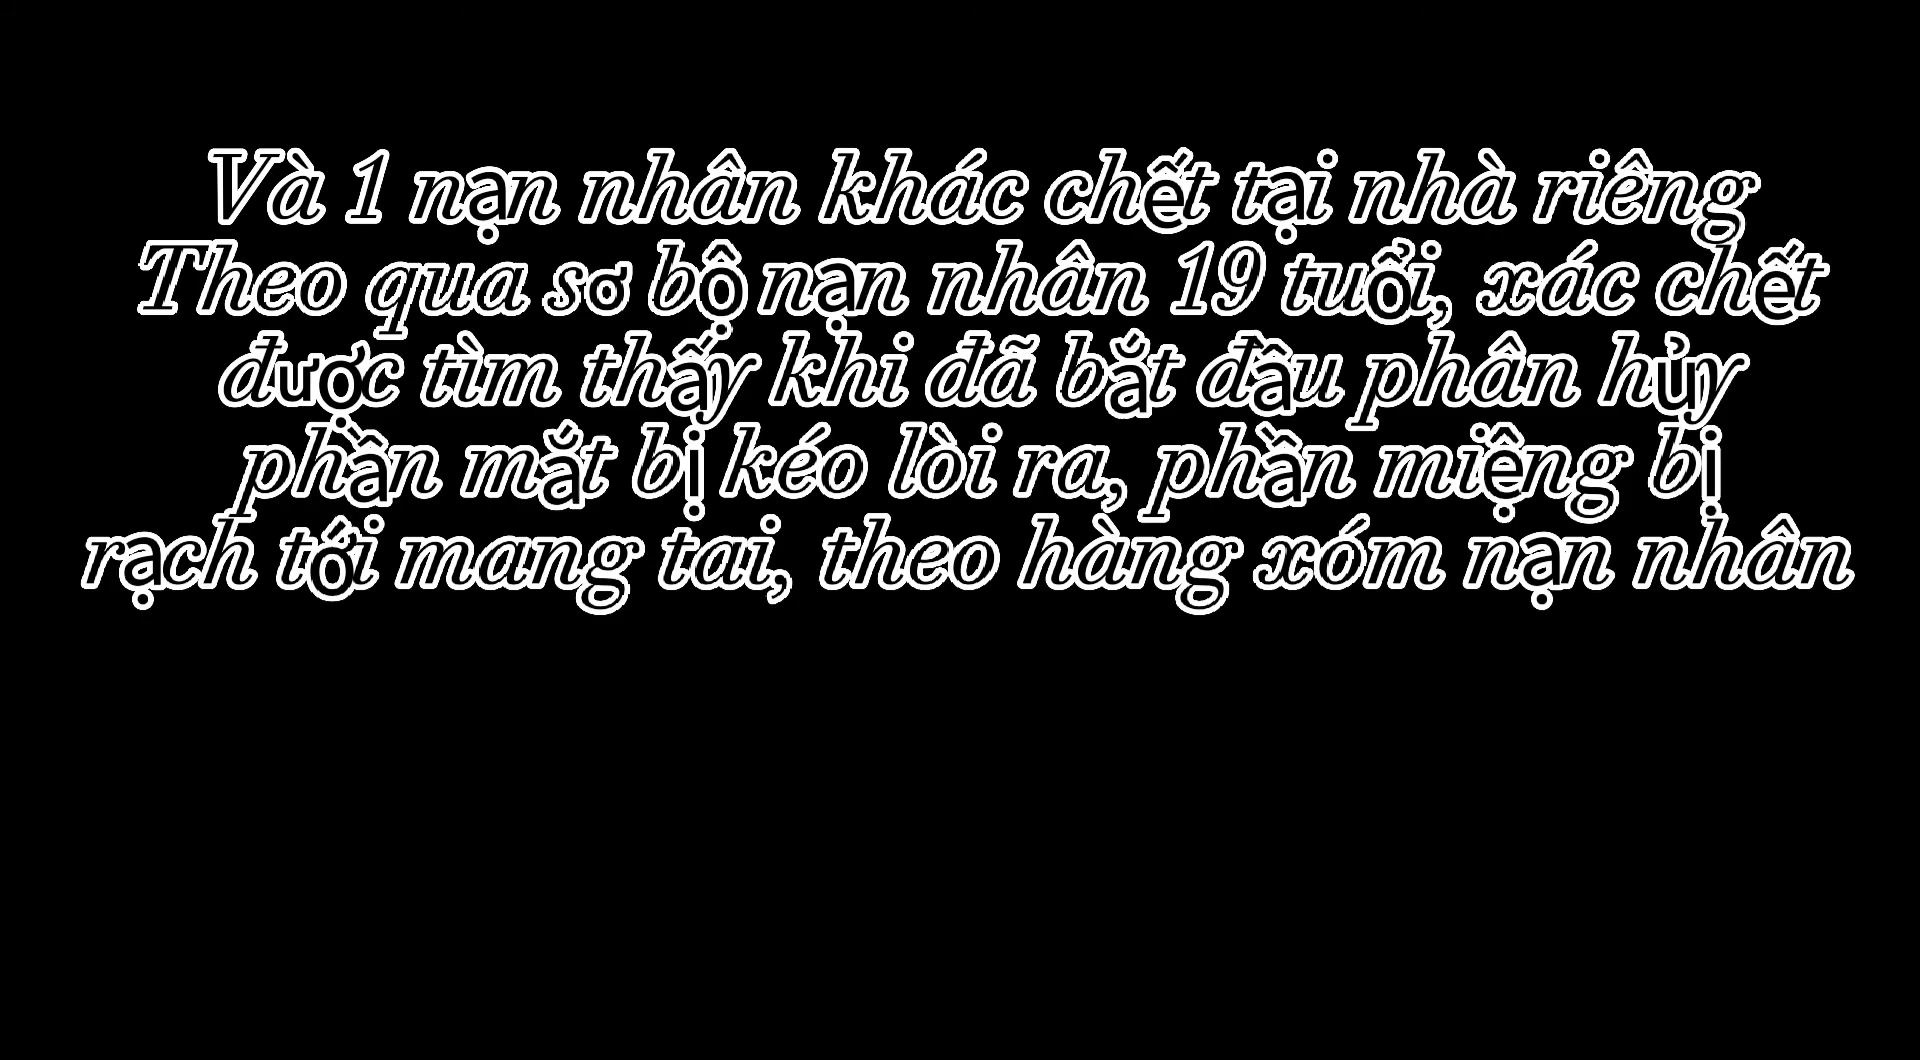 Và 1 nạn nhân khác chết tại nhà riêng
Theo qua sơ bộ nạn nhân 19 tuổi, xác chết
được tìm thấy khi đã bắt đầu phân hủy
phần mắt bị kéo lòi ra, phần miệng bị
rạch tới mang tai, theo hàng xóm nạn nhân